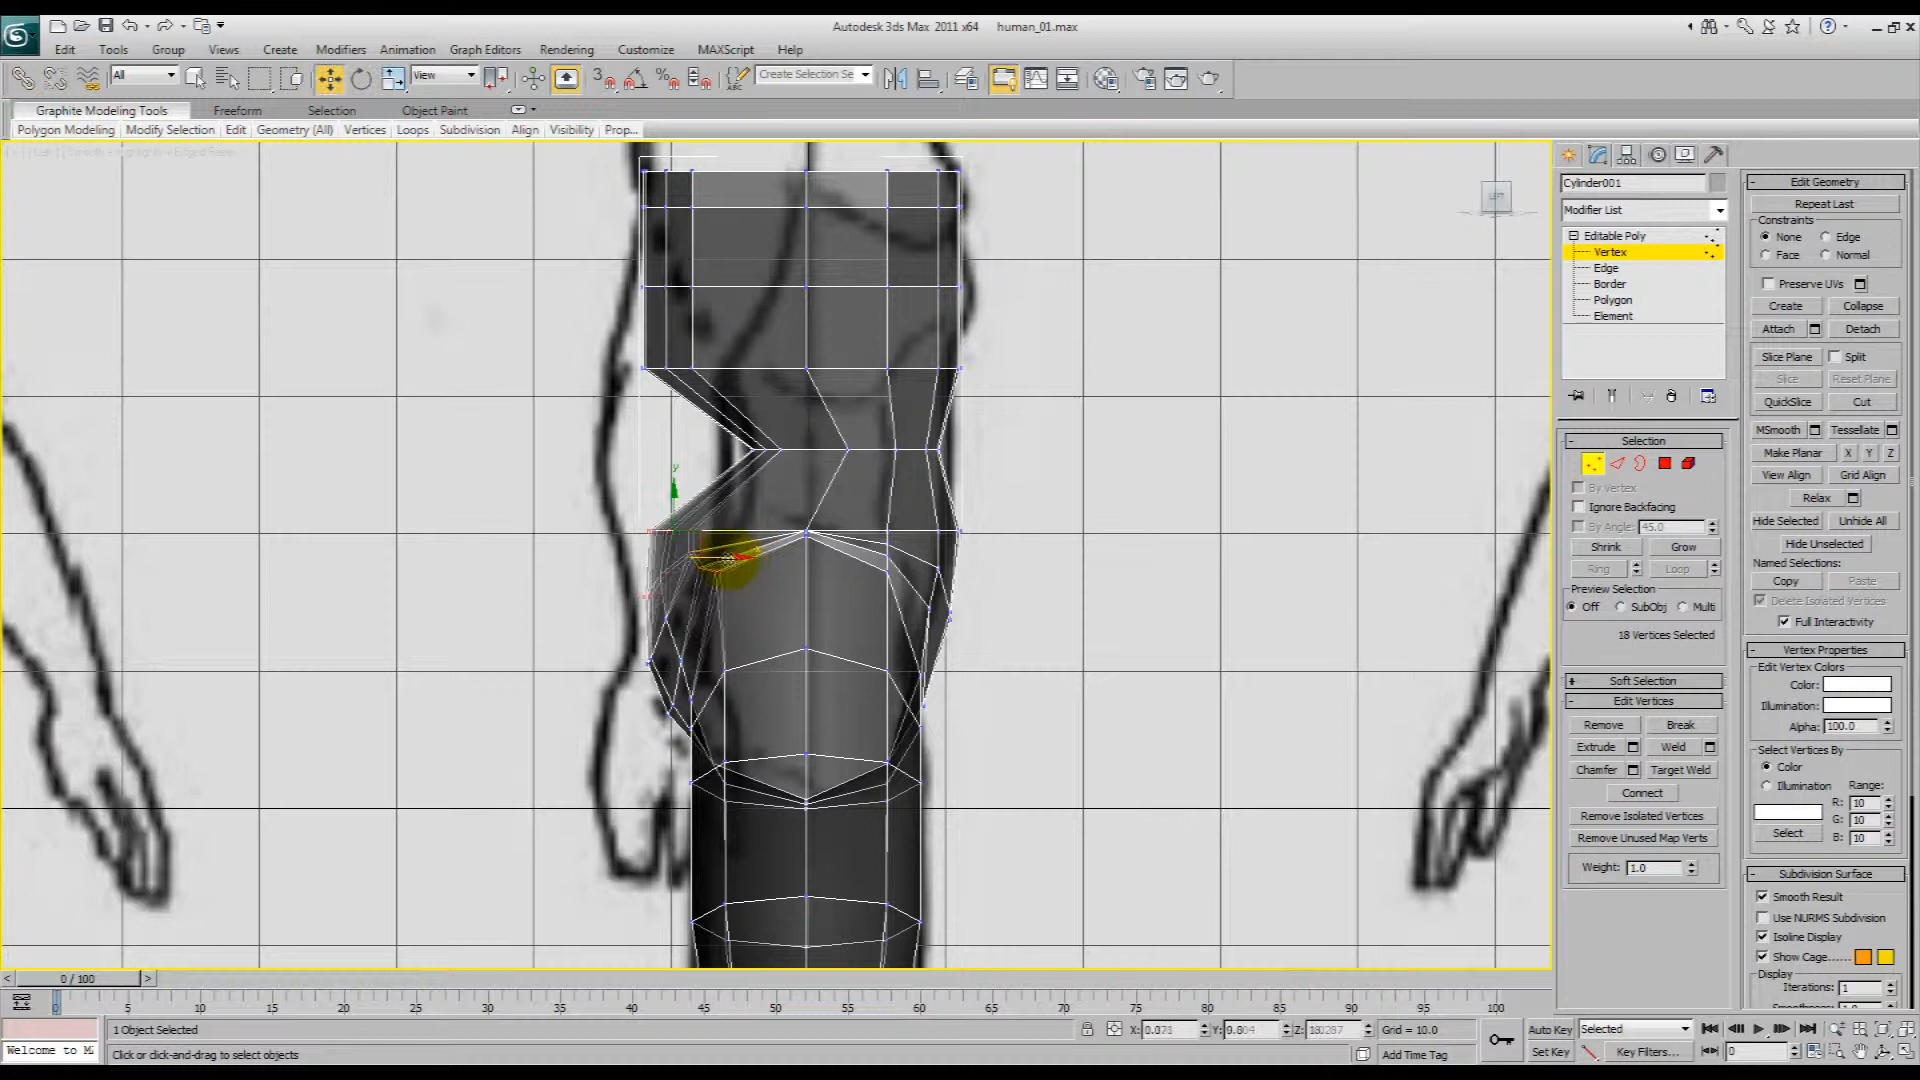 Autodesk 3ds Max 2011 x64 human_01.max
Edit Tools Group Views Create Modifiers Animation Graph Editors Rendering Customize MAXScript Help
All View Create Selection Se
Graphite Modeling Tools Freeform Selection Object Paint
Polygon Modeling Modify Selection Edit Geometry (All) Vertices Loops Subdivision Align Visibility Prop...
LEFT
y
Cylinder001
Modifier List
Editable Poly
Vertex
Edge
Border
Polygon
Element
Selection
By Vertex
Ignore Backfacing
By Angle: 45.0
Shrink Grow
Ring Loop
Preview Selection
Off SubObj Multi
18 Vertices Selected
Soft Selection
Edit Vertices
Remove Break
Extrude Weld
Chamfer Target Weld
Connect
Remove Isolated Vertices
Remove Unused Map Verts
Weight: 1.0
Edit Geometry
Repeat Last
Constraints
None Edge
Face Normal
Preserve UVs
Create Collapse
Attach Detach
Slice Plane Split
Slice Reset Plane
QuickSlice Cut
MSmooth Tessellate
Make Planar X Y Z
View Align Grid Align
Relax
Hide Selected Unhide All
Hide Unselected
Named Selections:
Copy Paste
Delete Isolated Vertices
Full Interactivity
Vertex Properties
Edit Vertex Colors
Color:
Illumination:
Alpha: 100.0
Select Vertices By
Color
Illumination Range:
R: 10
G: 10
B: 10
Select
Subdivision Surface
Smooth Result
Use NURMS Subdivision
Isoline Display
Show Cage......
Display
Iterations: 1
0 / 100
0 5 10 15 20 25 30 35 40 45 50 55 60 65 70 75 80 85 90 95 100
1 Object Selected X: 0.071 Y: 9.804 Z: Grid = 10.0 Auto Key Selected
Welcome to Click or click-and-drag to select objects Add Time Tag Set Key Key Filters... 0